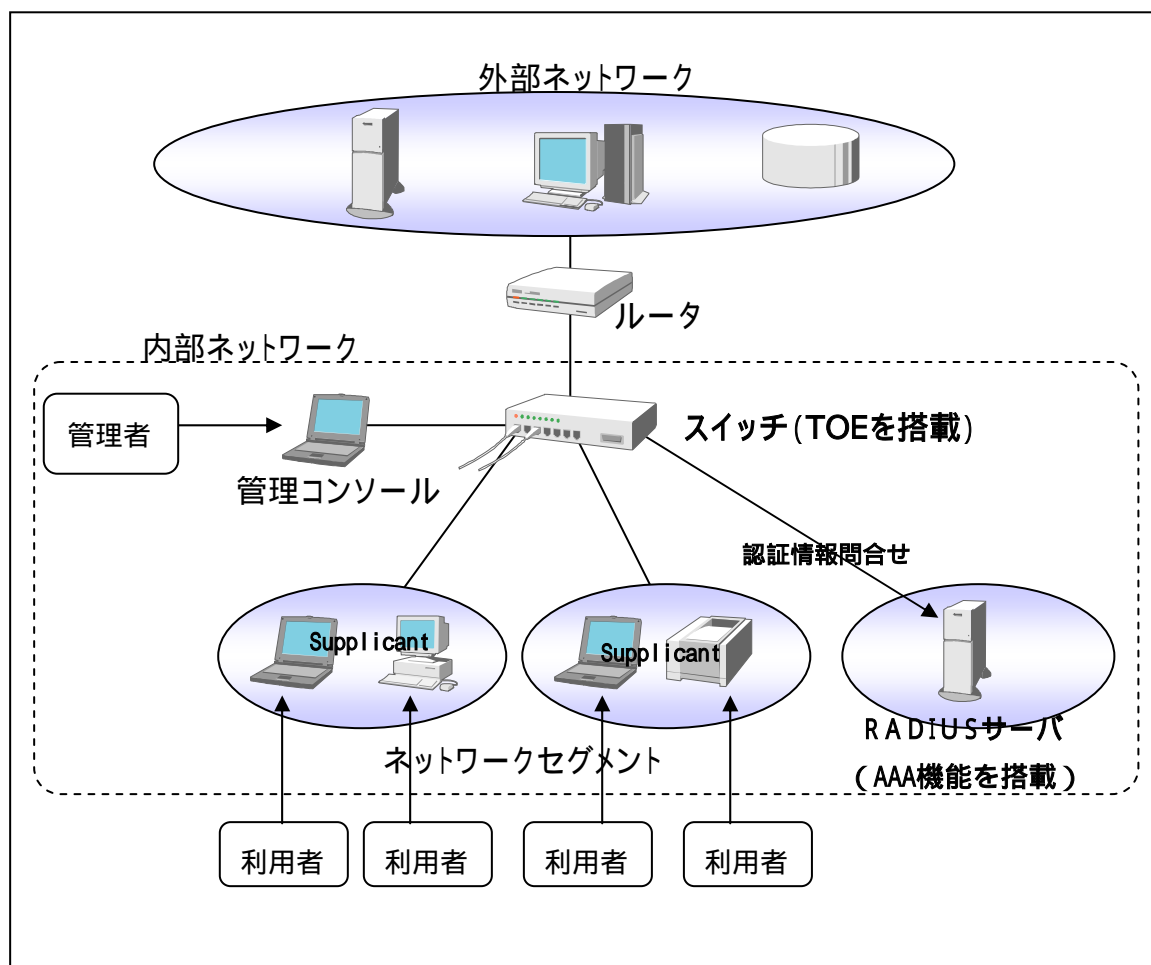 外部ネットワーク
ルータ
内部ネットワーク
管理者
スイッチ(TOEを搭載)
管理コンソール
認証情報問合せ
Supplicant
Supplicant
RADIUSサーバ
(AAA機能を搭載)
ネットワークセグメント
利用者
利用者
利用者
利用者